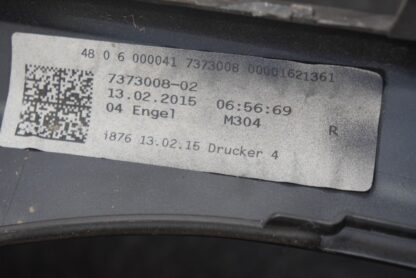 48 0 6 000041 7373008 00001621361
7373008-02
13.02.2015 06:56:69
04 Engel M304
R
i876 13.02.15 Drucker 4